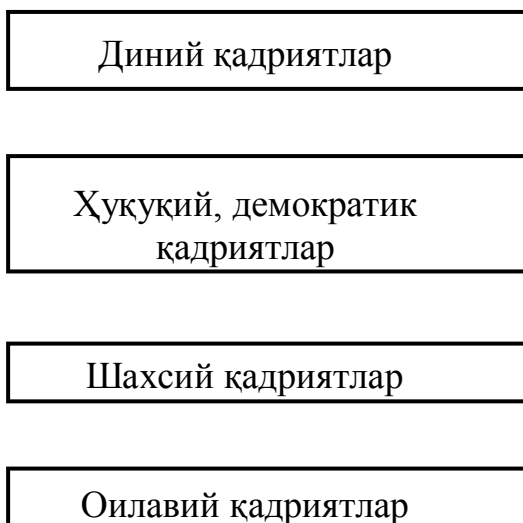 Диний қадриятлар
Ҳуқуқий, демократик
қадриятлар
Шахсий қадриятлар
Оилавий қадриятлар